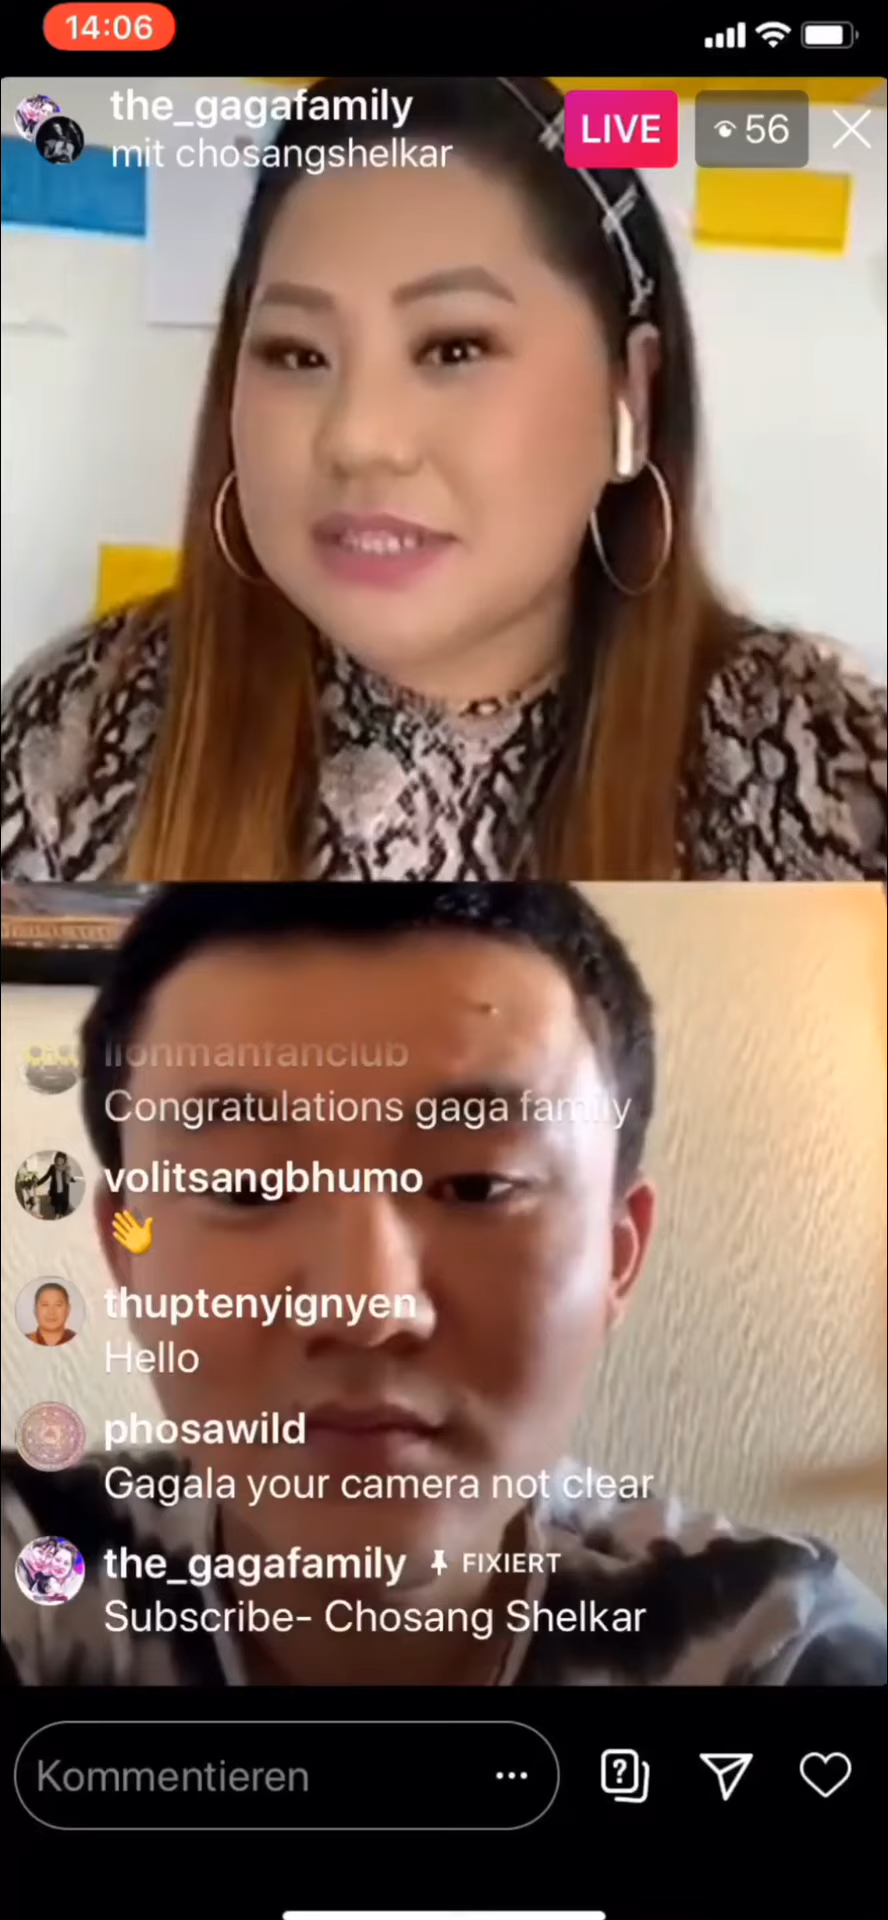 14:06
the_gagafamily
mit chosangshelkar
LIVE
56
lionmanfanclub
Congratulations gaga family
volitsangbhumo
👋
thuptenyignyen
Hello
phosawild
Gagala your camera not clear
the_gagafamily FIXIERT
Subscribe- Chosang Shelkar
Kommentieren